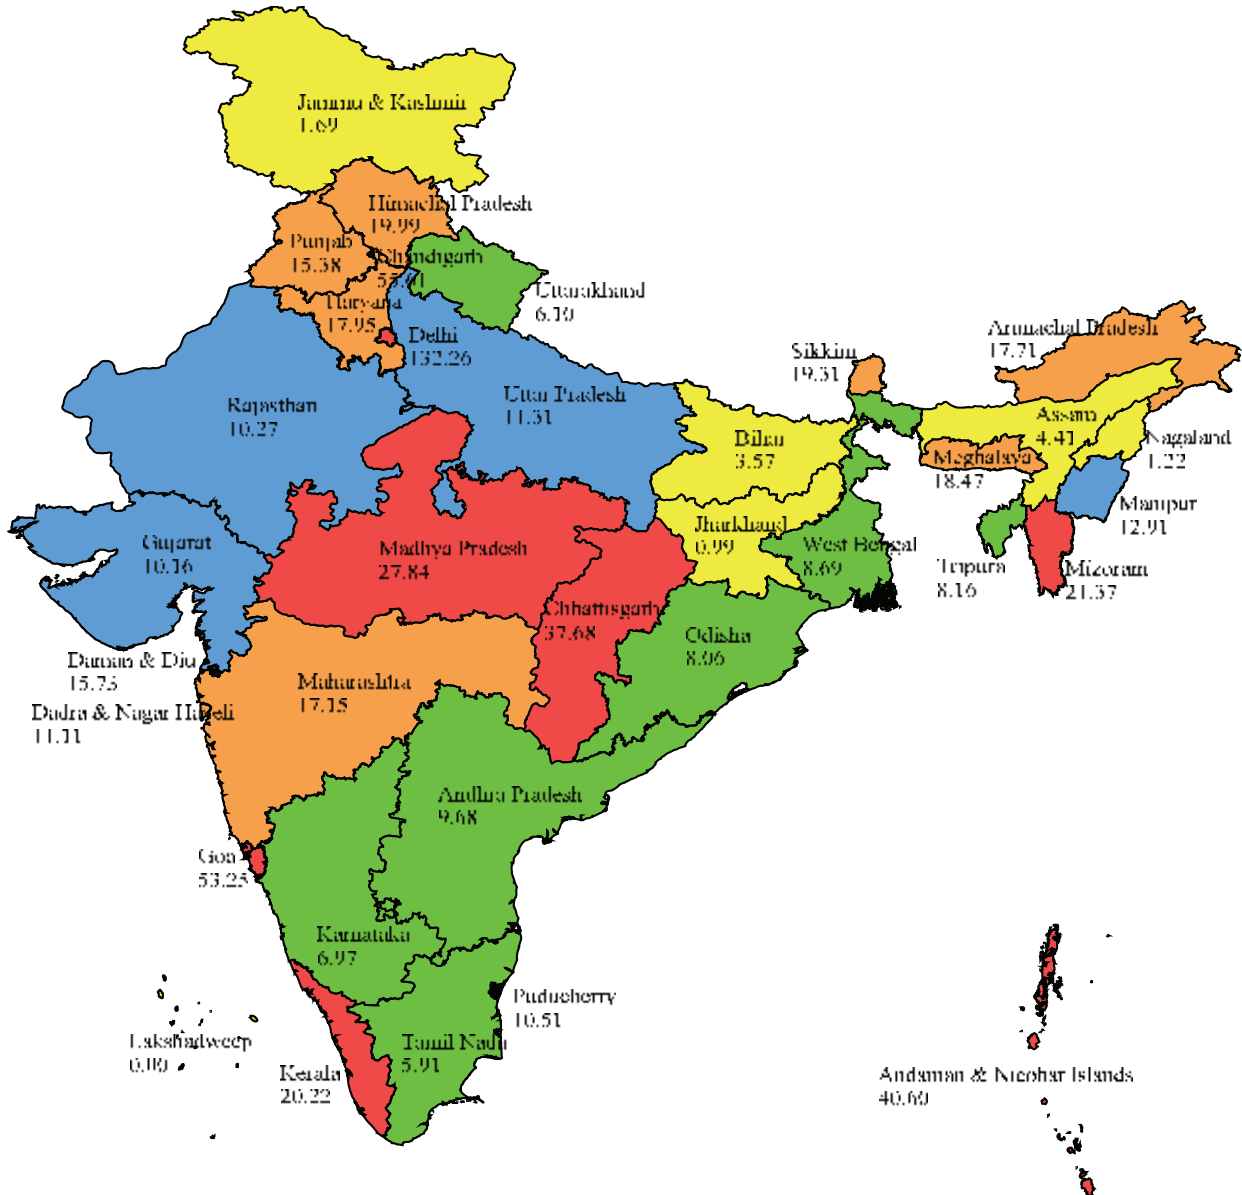 Jammu & Kashmir
1.69
Himachal Pradesh
19.99
Punjab
15.38
Chandigarh
55.61
Uttarakhand
6.10
Haryana
17.95
Delhi
132.26
Arunachal Pradesh
17.71
Sikkim
19.31
Rajasthan
10.27
Uttar Pradesh
11.31
Assam
4.41
Bihar
3.57
Nagaland
1.22
Meghalaya
18.47
Manipur
12.91
Jharkhand
0.99
Gujarat
10.16
Madhya Pradesh
27.84
West Bengal
8.69
Tripura
8.16
Mizoram
21.37
Chhattisgarh
37.68
Odisha
8.06
Daman & Diu
15.73
Maharashtra
17.15
Dadra & Nagar Haveli
11.11
Andhra Pradesh
9.68
Goa
53.25
Karnataka
6.97
Puducherry
10.51
Lakshadweep
0.00
Tamil Nadu
5.91
Kerala
20.22
Andaman & Nicobar Islands
40.60